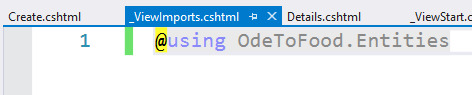 Create.cshtml _ViewImports.cshtml Details.cshtml _ViewStart.c
1 @using OdeToFood.Entities